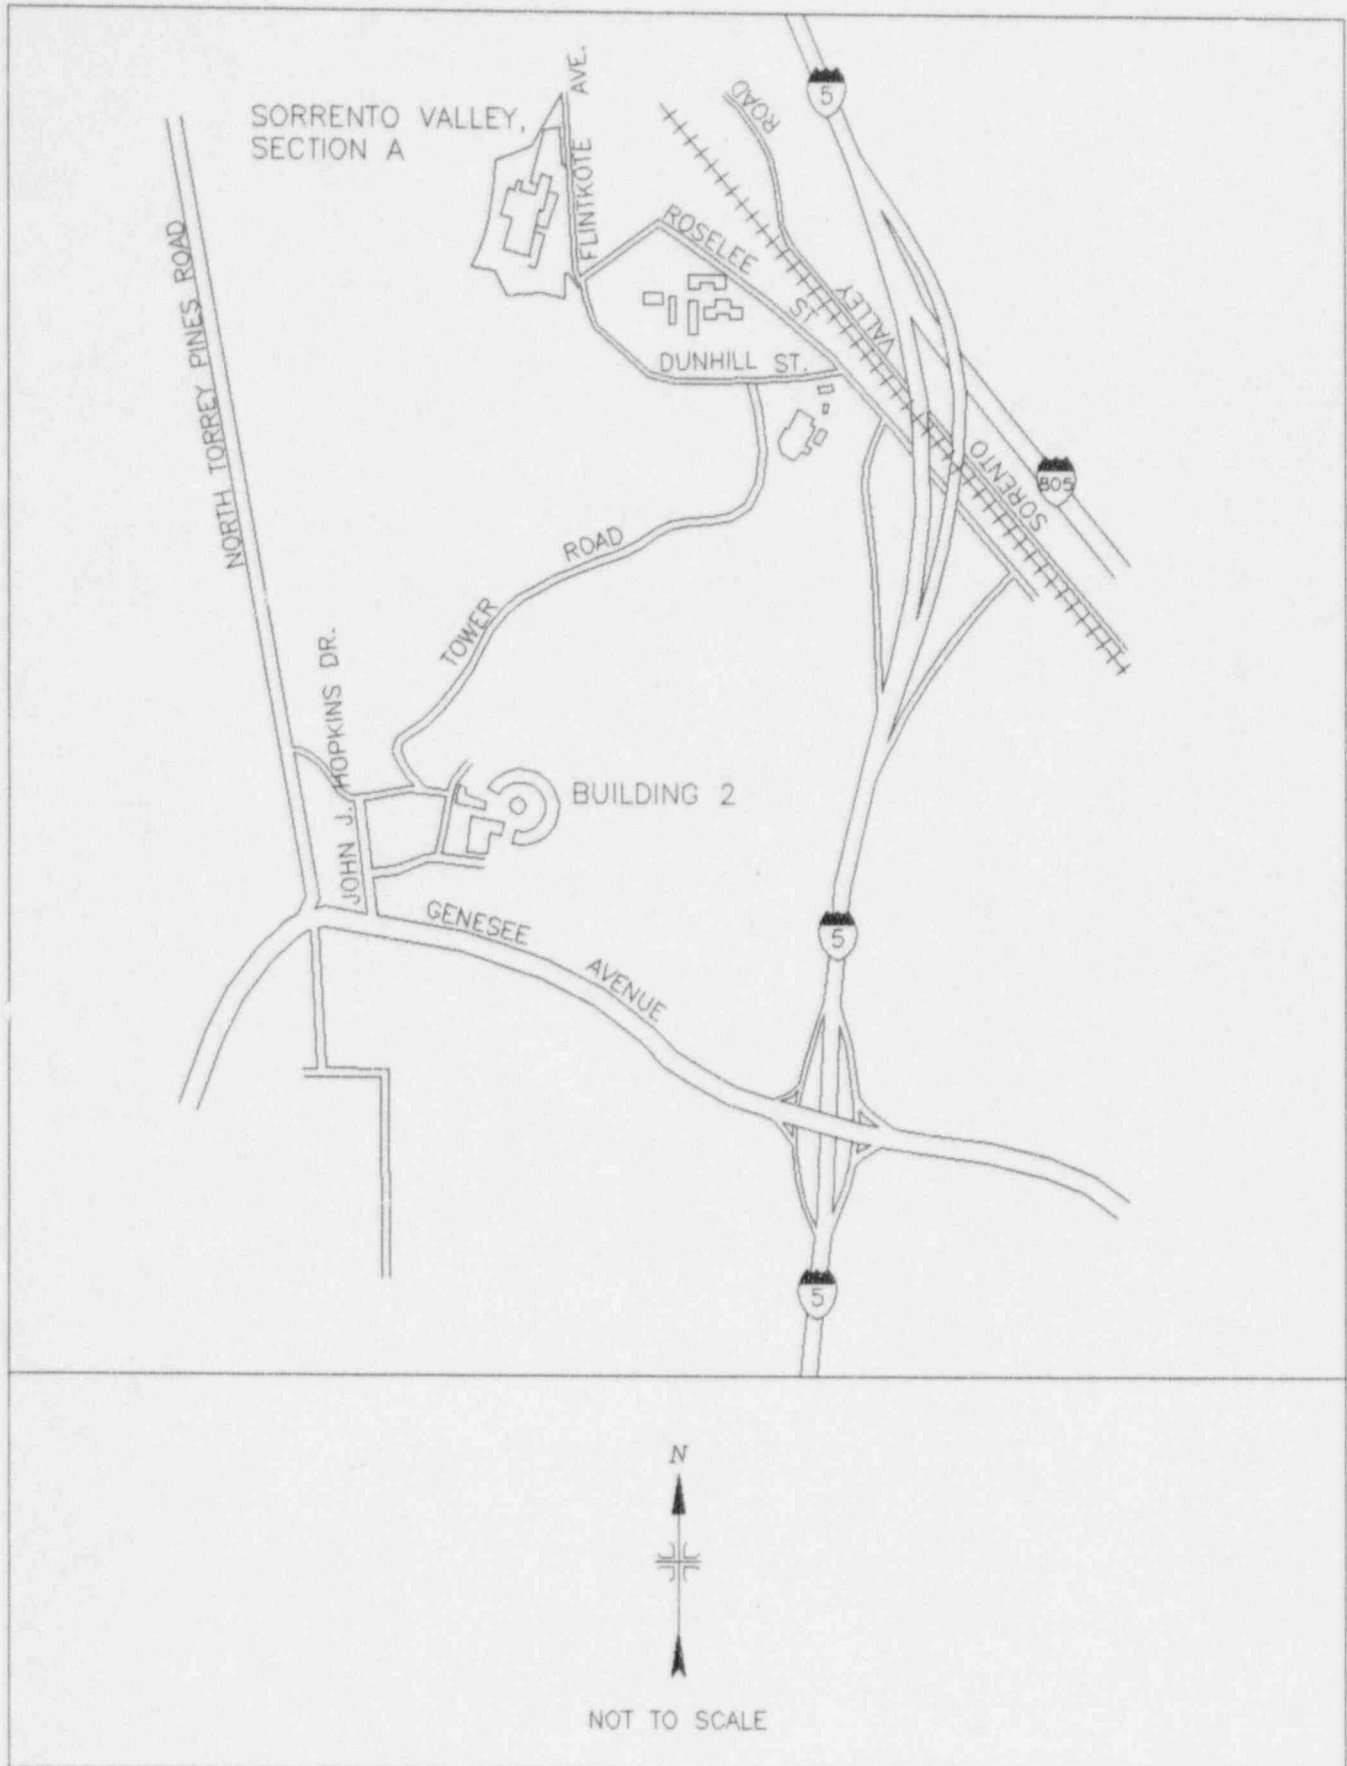 SORRENTO VALLEY,
SECTION A
FLINTKOTE AVE.
ROAD
5
NORTH TORREY PINES ROAD
ROSELEE ST
VALLEY
DUNHILL ST.
SORENTO
805
TOWER ROAD
JOHN J. HOPKINS DR.
BUILDING 2
GENESEE AVENUE
5
5
N
NOT TO SCALE